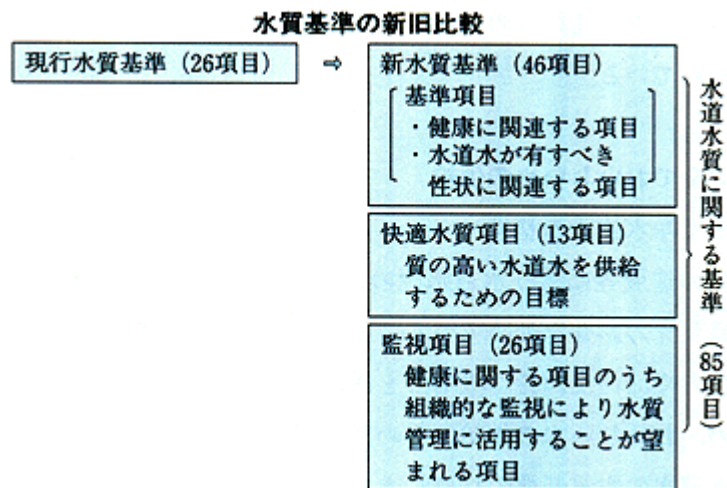 水質基準の新旧比較
現行水質基準(26項目)
⇨
新水質基準(46項目)
基準項目
・健康に関連する項目
・水道水が有すべき
性状に関連する項目
快適水質項目(13項目)
質の高い水道水を供給
するための目標
監視項目(26項目)
健康に関する項目のうち
組織的な監視により水質
管理に活用することが望
まれる項目
水道水質に関する基準(85項目)